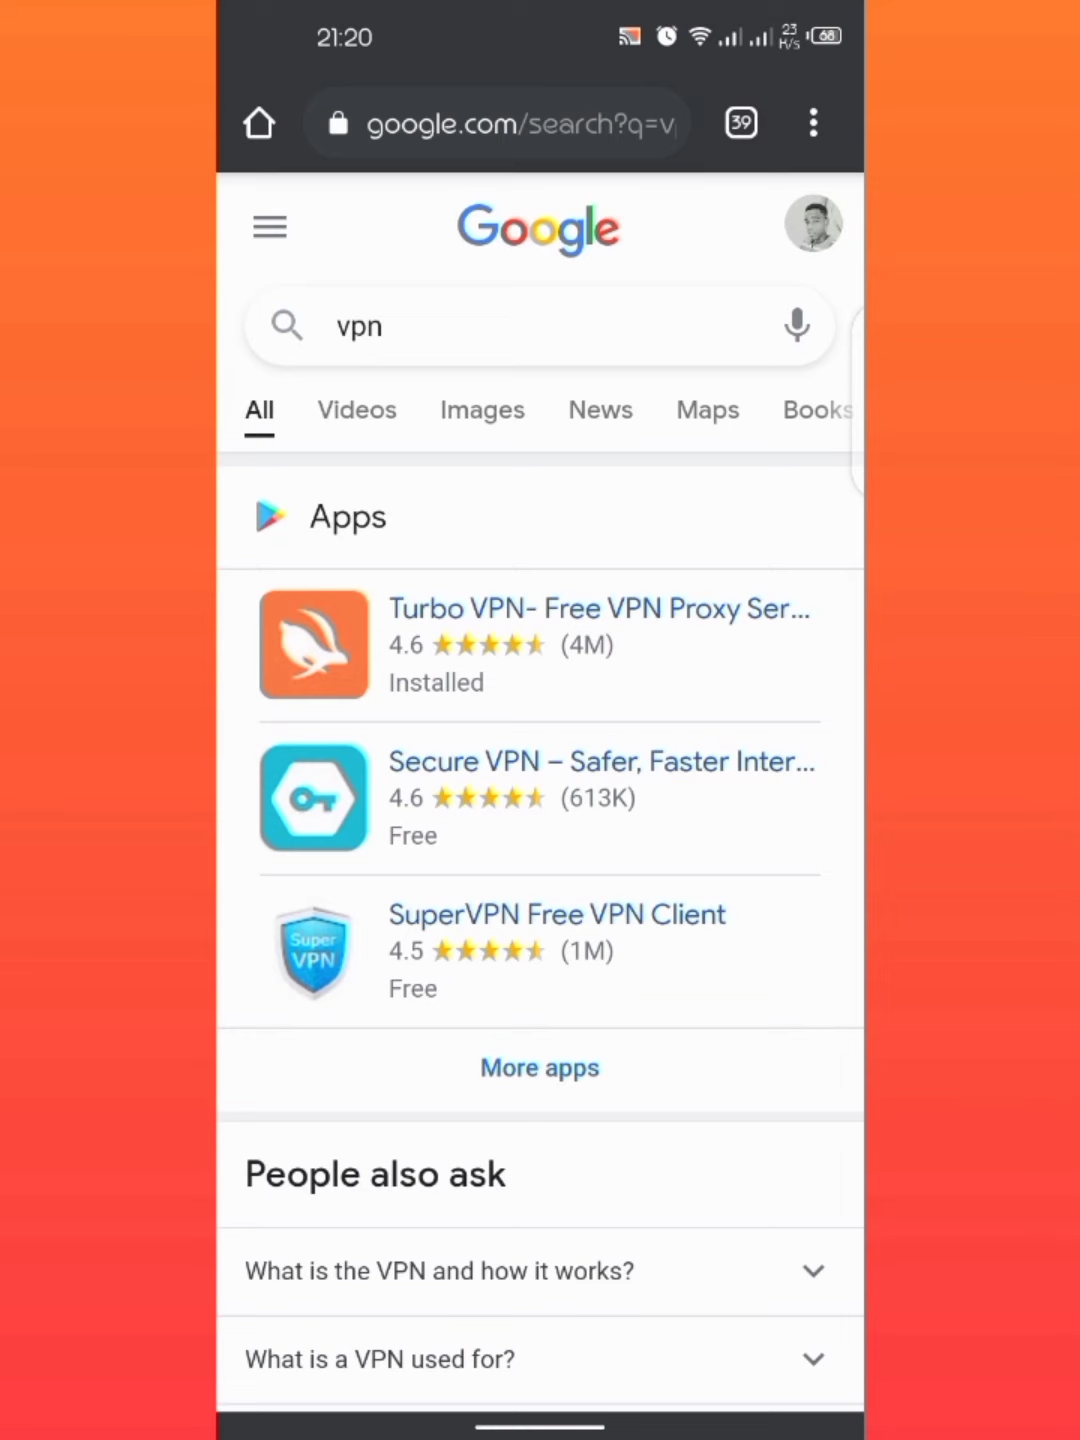 21:20
23
K/s
68
google.com/search?q=v
39
Google
vpn
All Videos Images News Maps Books
Apps
Turbo VPN- Free VPN Proxy Ser...
4.6 (4M)
Installed
Secure VPN – Safer, Faster Inter...
4.6 (613K)
Free
Super
VPN
SuperVPN Free VPN Client
4.5 (1M)
Free
More apps
People also ask
What is the VPN and how it works?
What is a VPN used for?